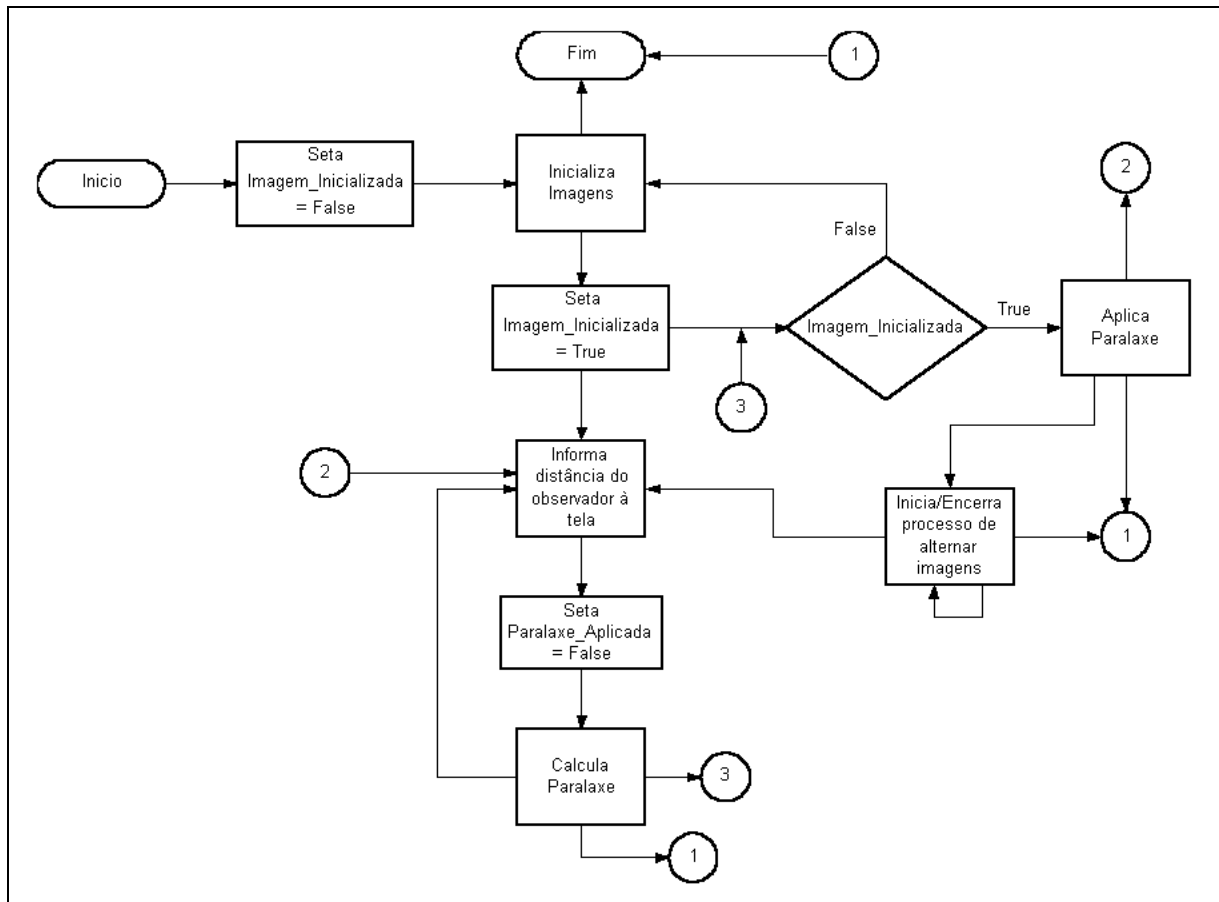 Fim
1
Inicio
Seta
Imagem_Inicializada
= False
Inicializa
Imagens
2
False
Seta
Imagem_Inicializada
= True
Imagem_Inicializada
True
Aplica
Paralaxe
3
2
Informa
distância do
observador à
tela
Inicia/Encerra
processo de
alternar
imagens
1
Seta
Paralaxe_Aplicada
= False
Calcula
Paralaxe
3
1